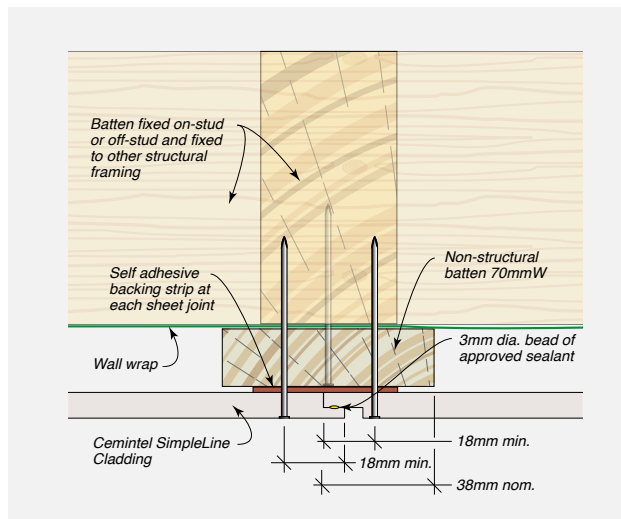 Batten fixed on-stud
or off-stud and fixed
to other structural
framing
Self adhesive
backing strip at
each sheet joint
Non-structural
batten 70mmW
Wall wrap
3mm dia. bead of
approved sealant
Cemintel SimpleLine
Cladding
18mm min.
18mm min.
38mm nom.